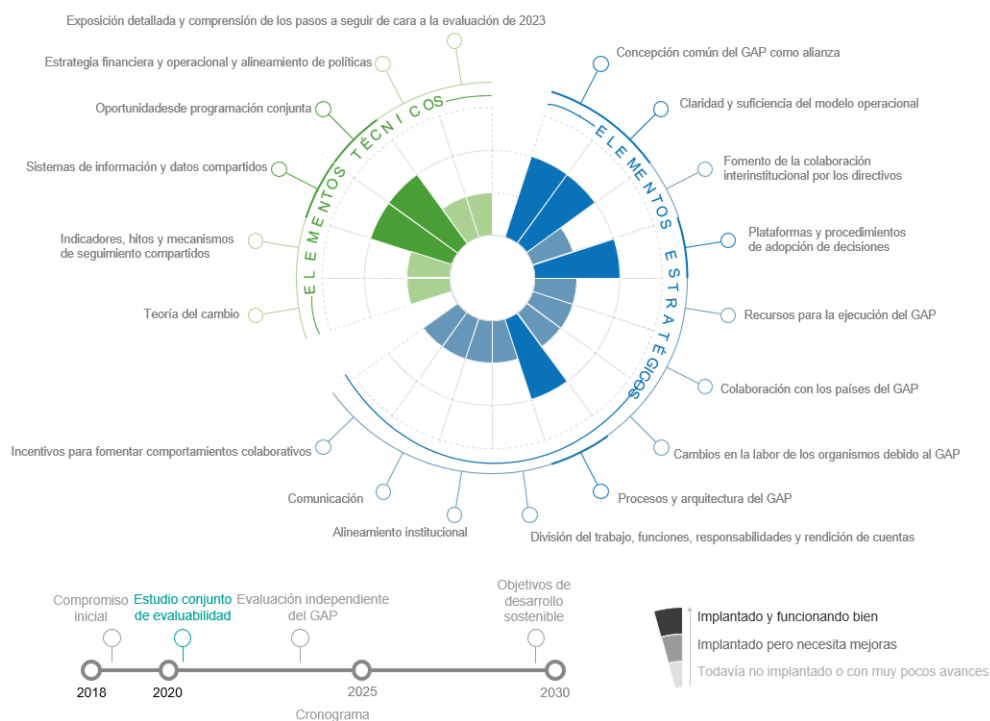 Exposición detallada y comprensión de los pasos a seguir de cara a la evaluación de 2023
Estrategia financiera y operacional y alineamiento de políticas
Oportunidadesde programación conjunta
Sistemas de información y datos compartidos
Indicadores, hitos y mecanismos
de seguimiento compartidos
Teoría del cambio
ELEMENTOS TÉCNICOS
Concepción común del GAP como alianza
Claridad y suficiencia del modelo operacional
Fomento de la colaboración
interinstitucional por los directivos
Plataformas y procedimientos
de adopción de decisiones
Recursos para la ejecución del GAP
Colaboración con los países del GAP
Cambios en la labor de los organismos debido al GAP
Procesos y arquitectura del GAP
División del trabajo, funciones, responsabilidades y rendición de cuentas
Alineamiento institucional
Comunicación
Incentivos para fomentar comportamientos colaborativos
ELEMENTOS ESTRATÉGICOS
Compromiso
inicial
Estudio conjunto
de evaluabilidad
Evaluación independiente
del GAP
Objetivos de
desarrollo
sostenible
2018
2020
2025
2030
Cronograma
Implantado y funcionando bien
Implantado pero necesita mejoras
Todavía no implantado o con muy pocos avances